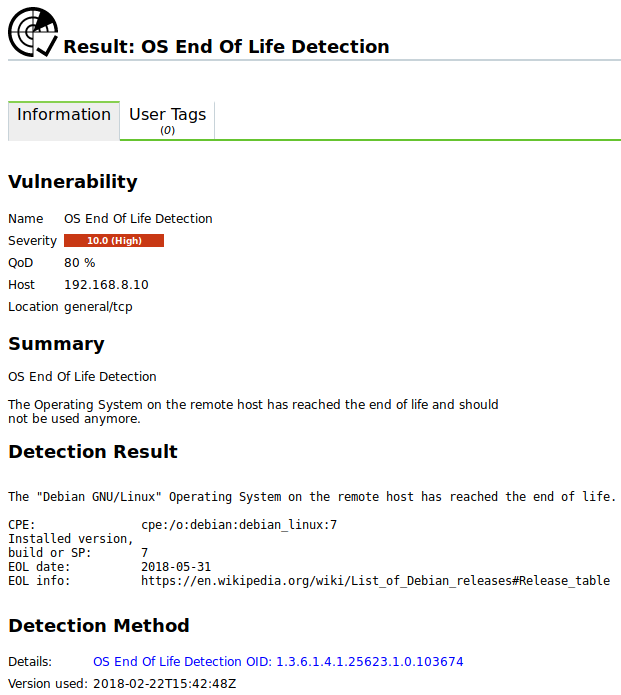 Result: OS End Of Life Detection
Information
User Tags
(0)
Vulnerability
Name OS End Of Life Detection
Severity 10.0 (High)
QoD 80 %
Host 192.168.8.10
Location general/tcp
Summary
OS End Of Life Detection
The Operating System on the remote host has reached the end of life and should
not be used anymore.
Detection Result
The "Debian GNU/Linux" Operating System on the remote host has reached the end of life.
CPE: cpe:/o:debian:debian_linux:7
Installed version,
build or SP: 7
EOL date: 2018-05-31
EOL info: https://en.wikipedia.org/wiki/List_of_Debian_releases#Release_table
Detection Method
Details: OS End Of Life Detection OID: 1.3.6.1.4.1.25623.1.0.103674
Version used: 2018-02-22T15:42:48Z